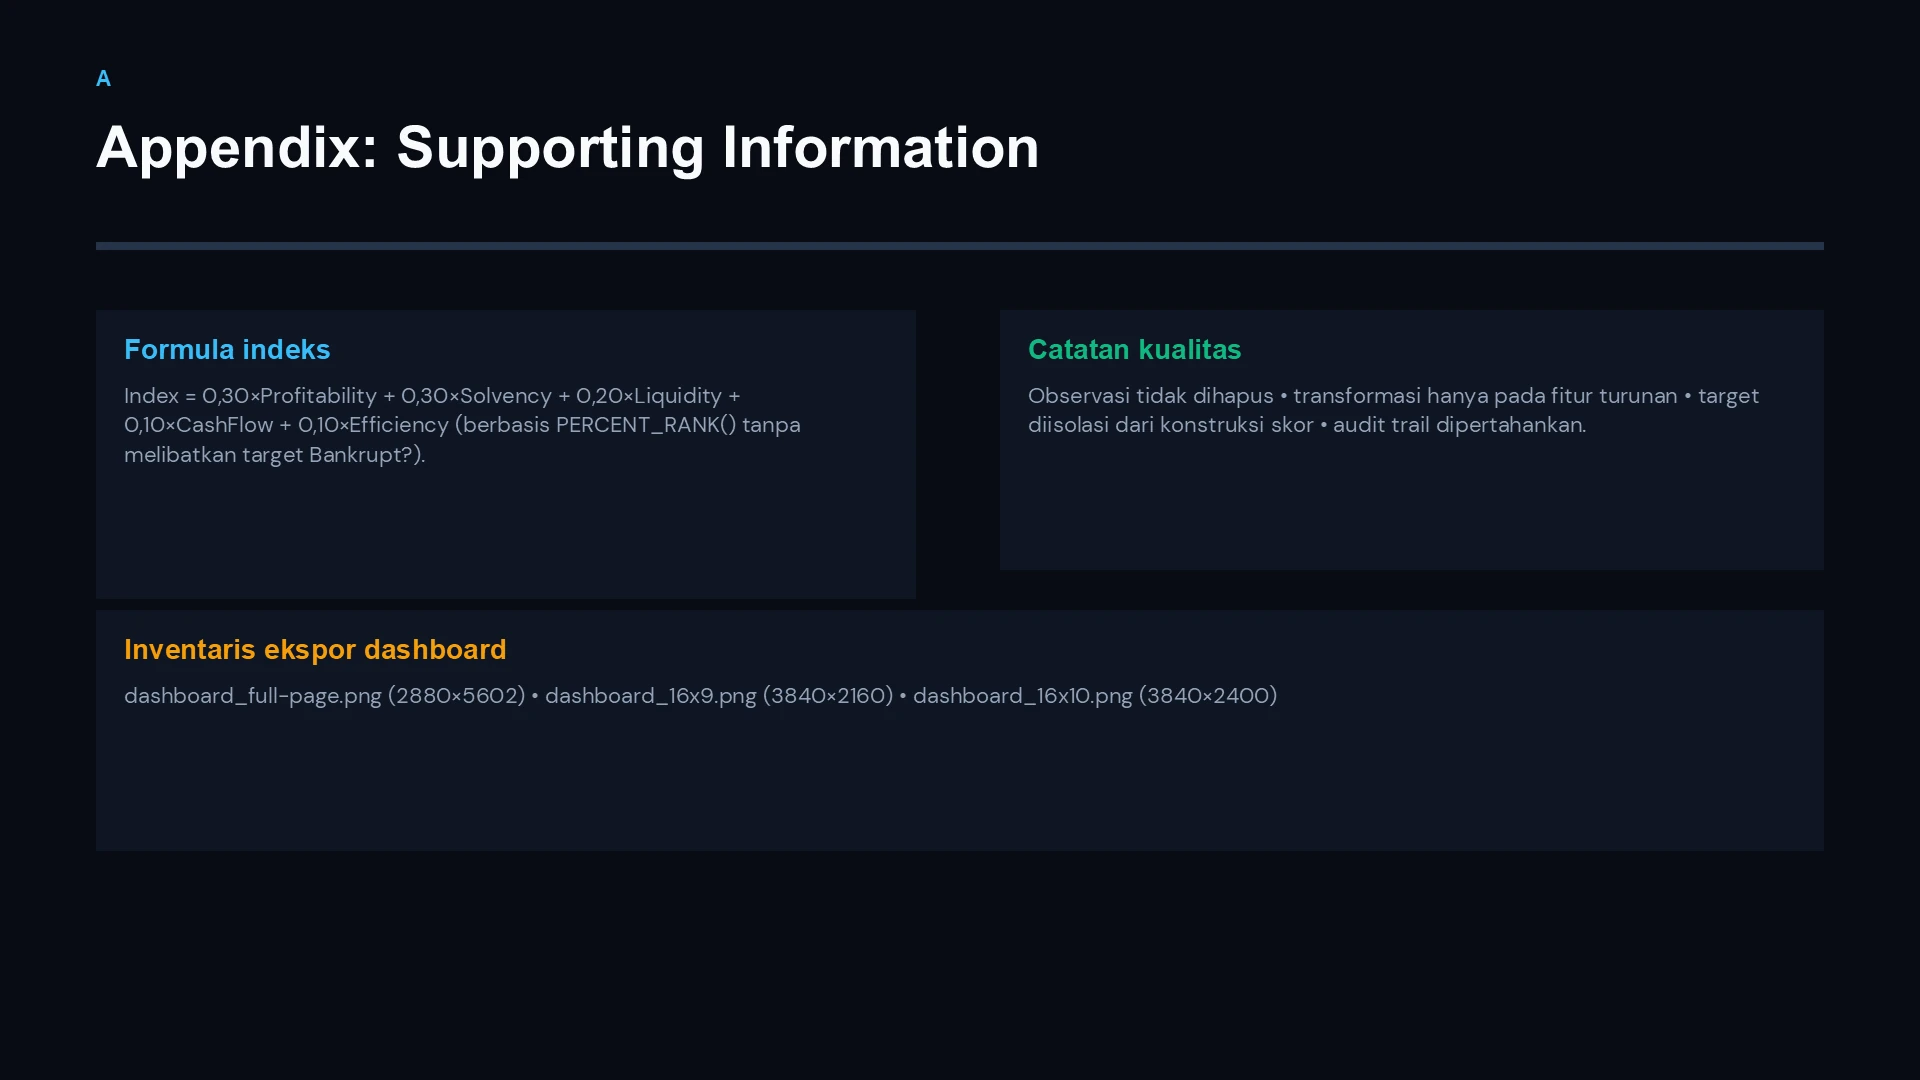 A
Appendix: Supporting Information
Formula indeks
Index = 0,30×Profitability + 0,30×Solvency + 0,20×Liquidity +
0,10×CashFlow + 0,10×Efficiency (berbasis PERCENT_RANK() tanpa
melibatkan target Bankrupt?).
Catatan kualitas
Observasi tidak dihapus • transformasi hanya pada fitur turunan • target
diisolasi dari konstruksi skor • audit trail dipertahankan.
Inventaris ekspor dashboard
dashboard_full-page.png (2880×5602) • dashboard_16x9.png (3840×2160) • dashboard_16x10.png (3840×2400)